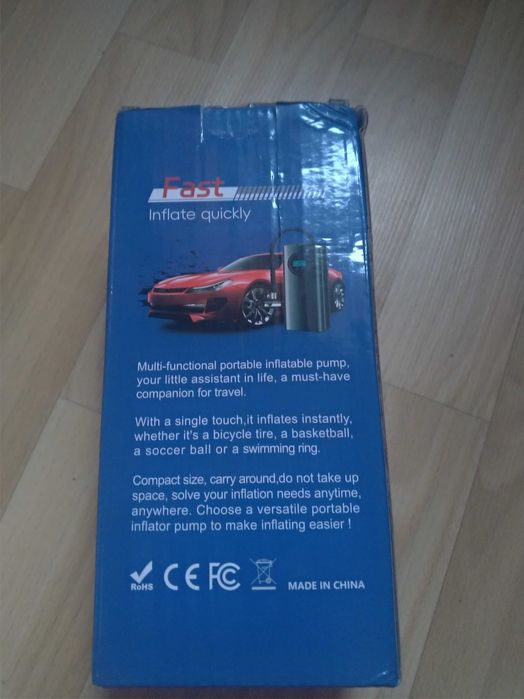 Fast
Inflate quickly
Multi-functional portable inflatable pump,
your little assistant in life, a must-have
companion for travel.
With a single touch,it inflates instantly,
whether it's a bicycle tire, a basketball,
a soccer ball or a swimming ring.
Compact size, carry around,do not take up
space, solve your inflation needs anytime,
anywhere. Choose a versatile portable
inflator pump to make inflating easier !
RoHS CE FC MADE IN CHINA